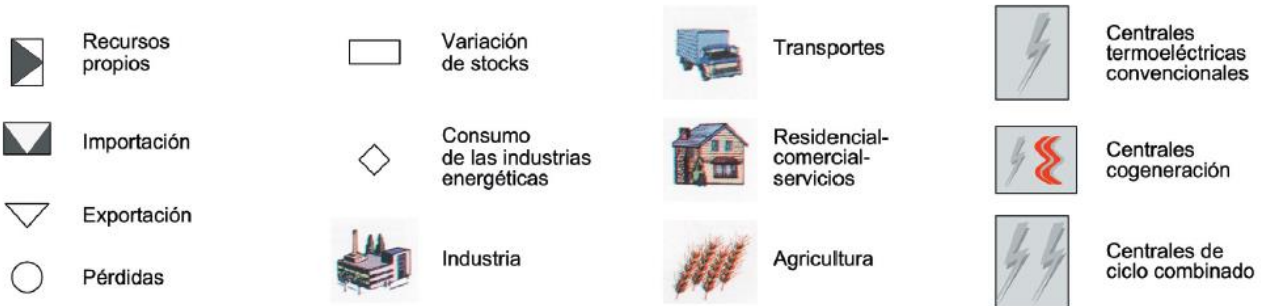 Recursos
propios
Importación
Exportación
Pérdidas
Variación
de stocks
Consumo
de las industrias
energéticas
Industria
Transportes
Residencial-
comercial-
servicios
Agricultura
Centrales
termoeléctricas
convencionales
Centrales
cogeneración
Centrales de
ciclo combinado